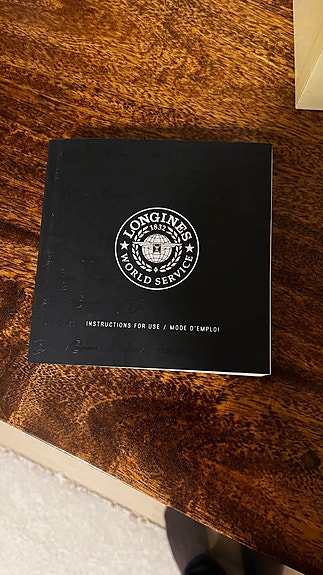 LONGINES
1832
WORLD SERVICE
INSTRUCTIONS FOR USE / MODE D'EMPLOI